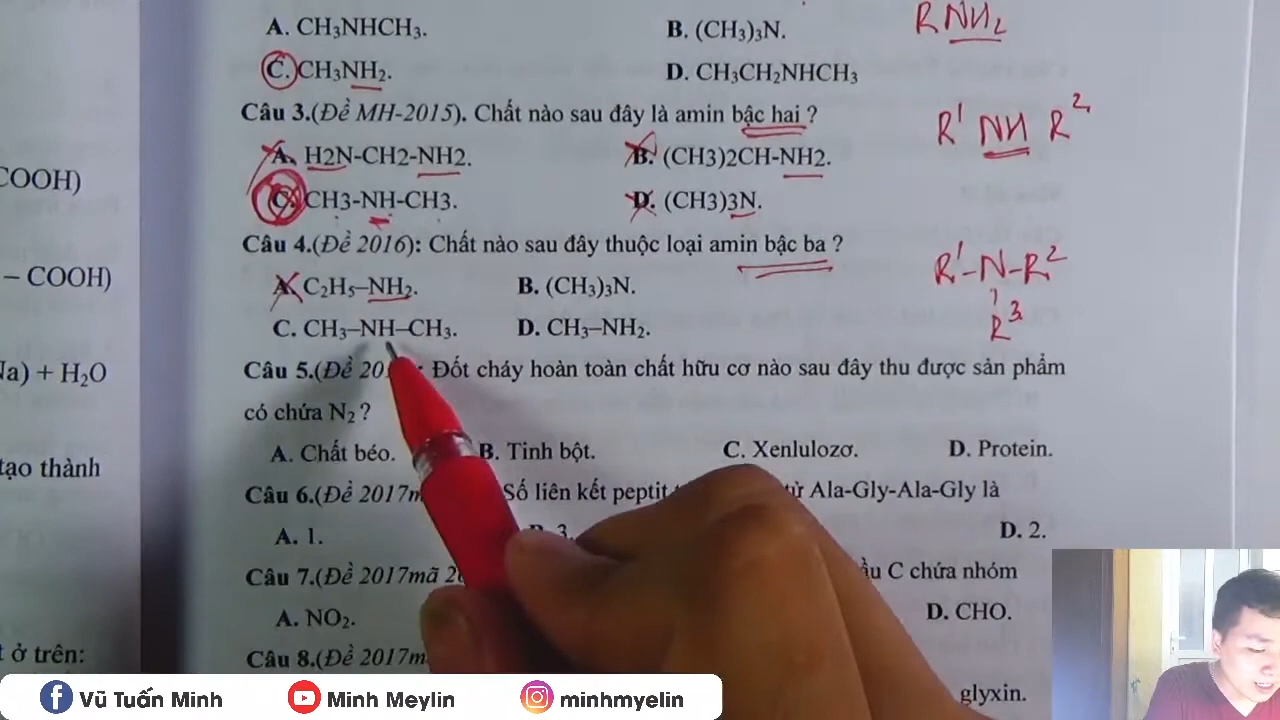 A. CH₃NHCH₃. B. (CH₃)₃N. RNH₂
C. CH₃NH₂. D. CH₃CH₂NHCH₃
Câu 3.(Đề MH-2015). Chất nào sau đây là amin bậc hai ?
R¹ NH R²
A. H2N-CH2-NH2. B. (CH3)2CH-NH2.
COOH)
C. CH3-NH-CH3. D. (CH3)3N.
Câu 4.(Đề 2016): Chất nào sau đây thuộc loại amin bậc ba ?
R¹-N-R²
R³
– COOH)
A. C₂H₅–NH₂. B. (CH₃)₃N.
C. CH₃–NH–CH₃. D. CH₃–NH₂.
Câu 5.(Đề Đốt cháy hoàn toàn chất hữu cơ nào sau đây thu được sản phẩm
Na) + H₂O
có chứa N₂ ?
A. Chất béo. B. Tinh bột. C. Xenlulozơ. D. Protein.
tạo thành
Câu 6.(Đề Số liên kết peptit Ala-Gly-Ala-Gly là
A. 1. 3. D. 2.
Câu 7.(Đề 2017mã C chứa nhóm
A. NO₂. D. CHO.
ở trên:
Câu 8.(Đề
glyxin.
Vũ Tuấn Minh Minh Meylin minhmyelin